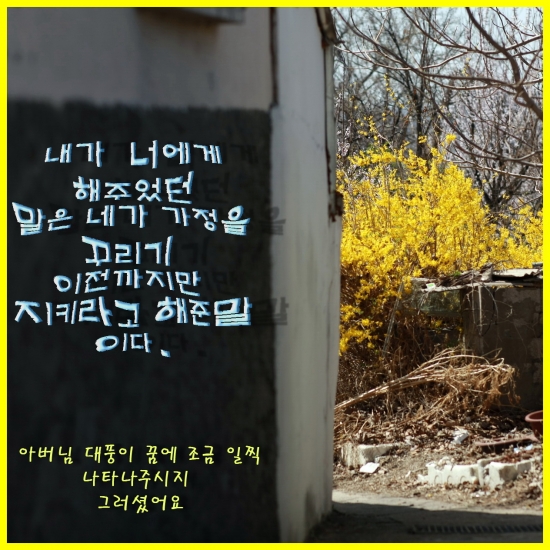 내가 너에게
해주었던
말은 네가 가정을
꾸리기
이전까지만
지키라고 해준말
이다.
아버님 대풍이 꿈에 조금 일찍
나타나주시지
그러셨어요